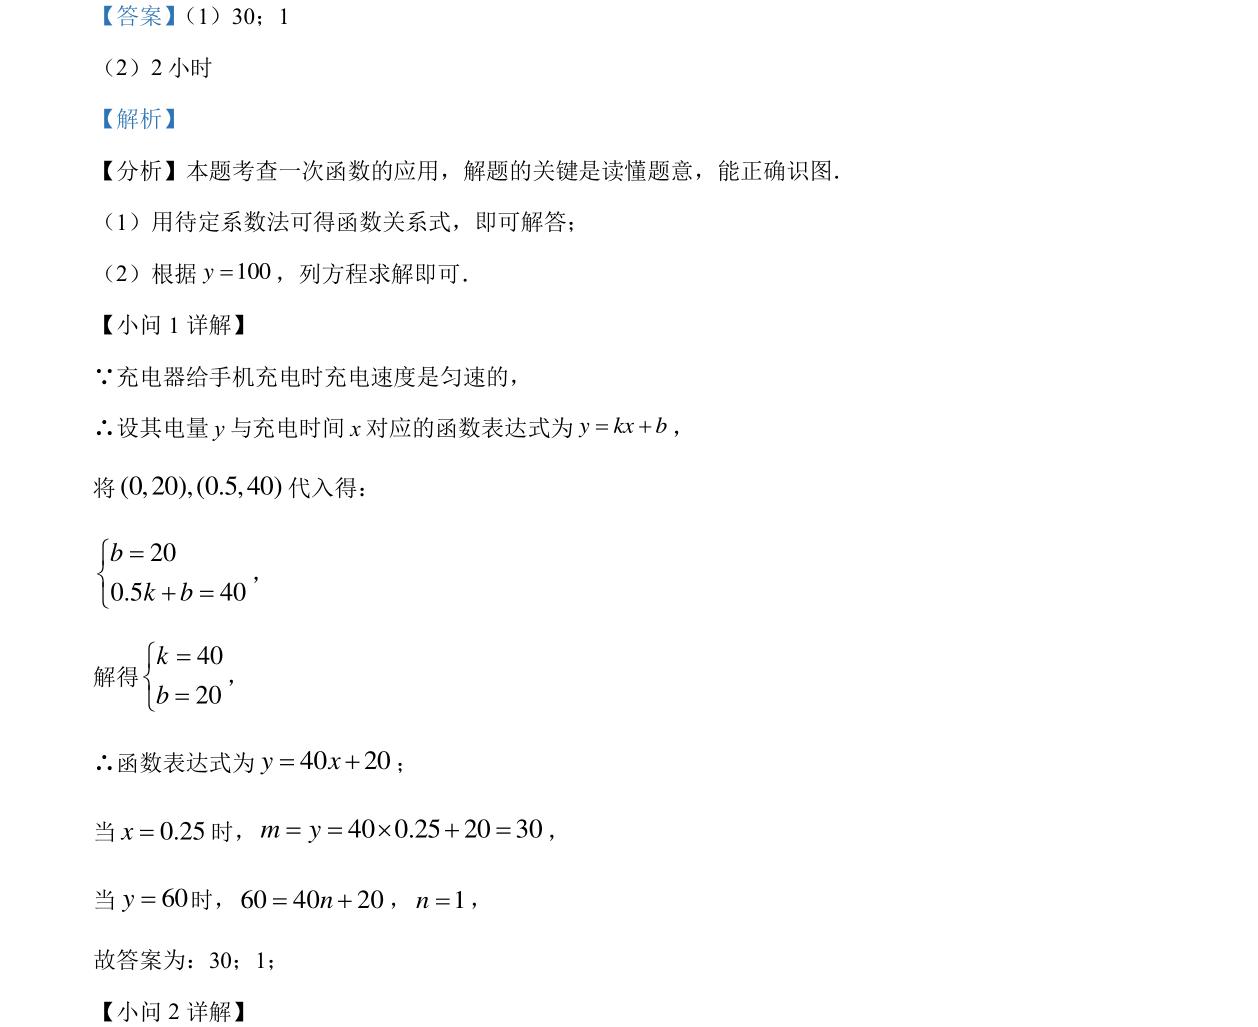 【答案】（1）30；1
（2）2 小时
【解析】
【分析】本题考查一次函数的应用，解题的关键是读懂题意，能正确识图．
（1）用待定系数法可得函数关系式，即可解答；
（2）根据 y = 100 ，列方程求解即可．
【小问 1 详解】
∵充电器给手机充电时充电速度是匀速的，
∴设其电量 y 与充电时间 x 对应的函数表达式为 y = kx + b ，
将 (0, 20), (0.5, 40) 代入得：
{ b = 20
0.5k + b = 40 ，
解得 { k = 40
b = 20 ，
∴函数表达式为 y = 40x + 20 ；
当 x = 0.25 时， m = y = 40×0.25 + 20 = 30 ，
当 y = 60 时， 60 = 40n + 20 ， n = 1 ，
故答案为：30；1；
【小问 2 详解】